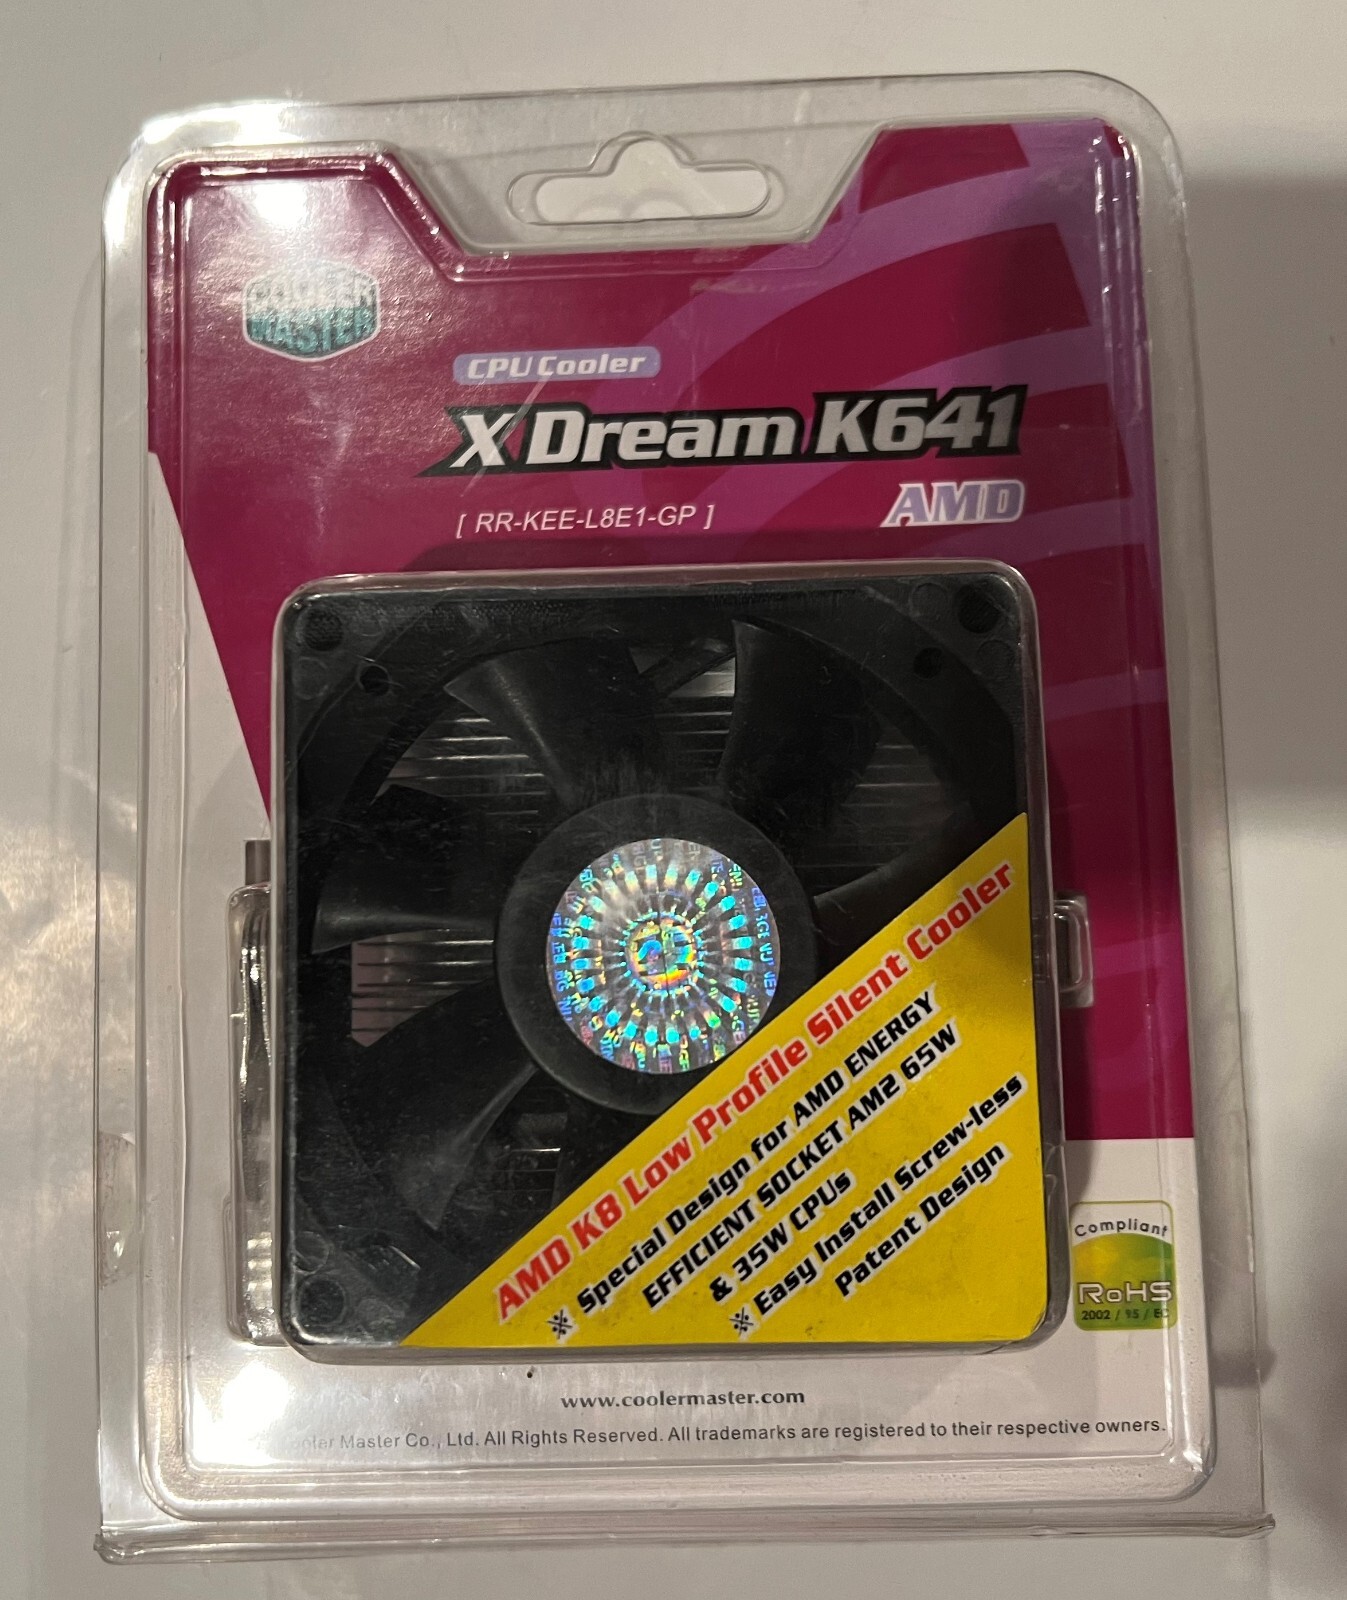 COOLER
MASTER
CPU Cooler
X Dream K641
AMD
[ RR-KEE-L8E1-GP ]
AMD K8 Low Profile Silent Cooler
※ Special Design for AMD ENERGY
EFFICIENT SOCKET AM2 65W
& 35W CPUs
※ Easy Install Screw-less
Patent Design
Compliant
RoHS
2002 / 95 / EC
www.coolermaster.com
Cooler Master Co., Ltd. All Rights Reserved. All trademarks are registered to their respective owners.